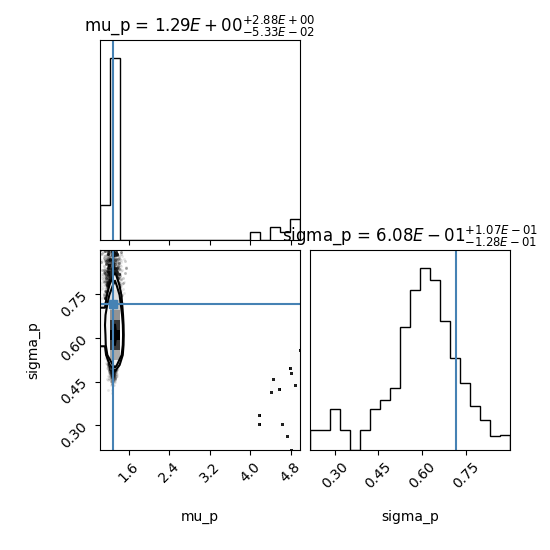 mu_p = 1.29E + 00+2.88E + 00 −5.33E − 02
sigma_p = 6.08E − 01+1.07E − 01 −1.28E − 01
sigma_p
0.75
0.60
0.45
0.30
1.6 2.4 3.2 4.0 4.8
0.30 0.45 0.60 0.75
mu_p
sigma_p